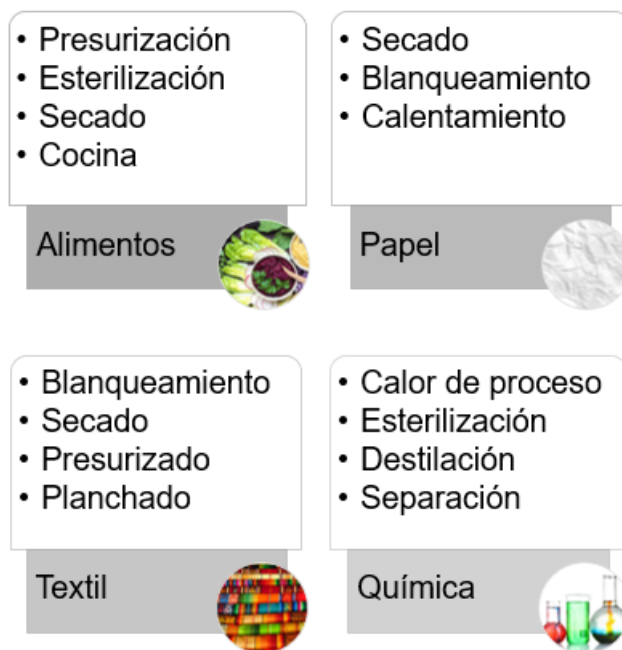 • Presurización
• Esterilización
• Secado
• Cocina
Alimentos
• Secado
• Blanqueamiento
• Calentamiento
Papel
• Blanqueamiento
• Secado
• Presurizado
• Planchado
Textil
• Calor de proceso
• Esterilización
• Destilación
• Separación
Química